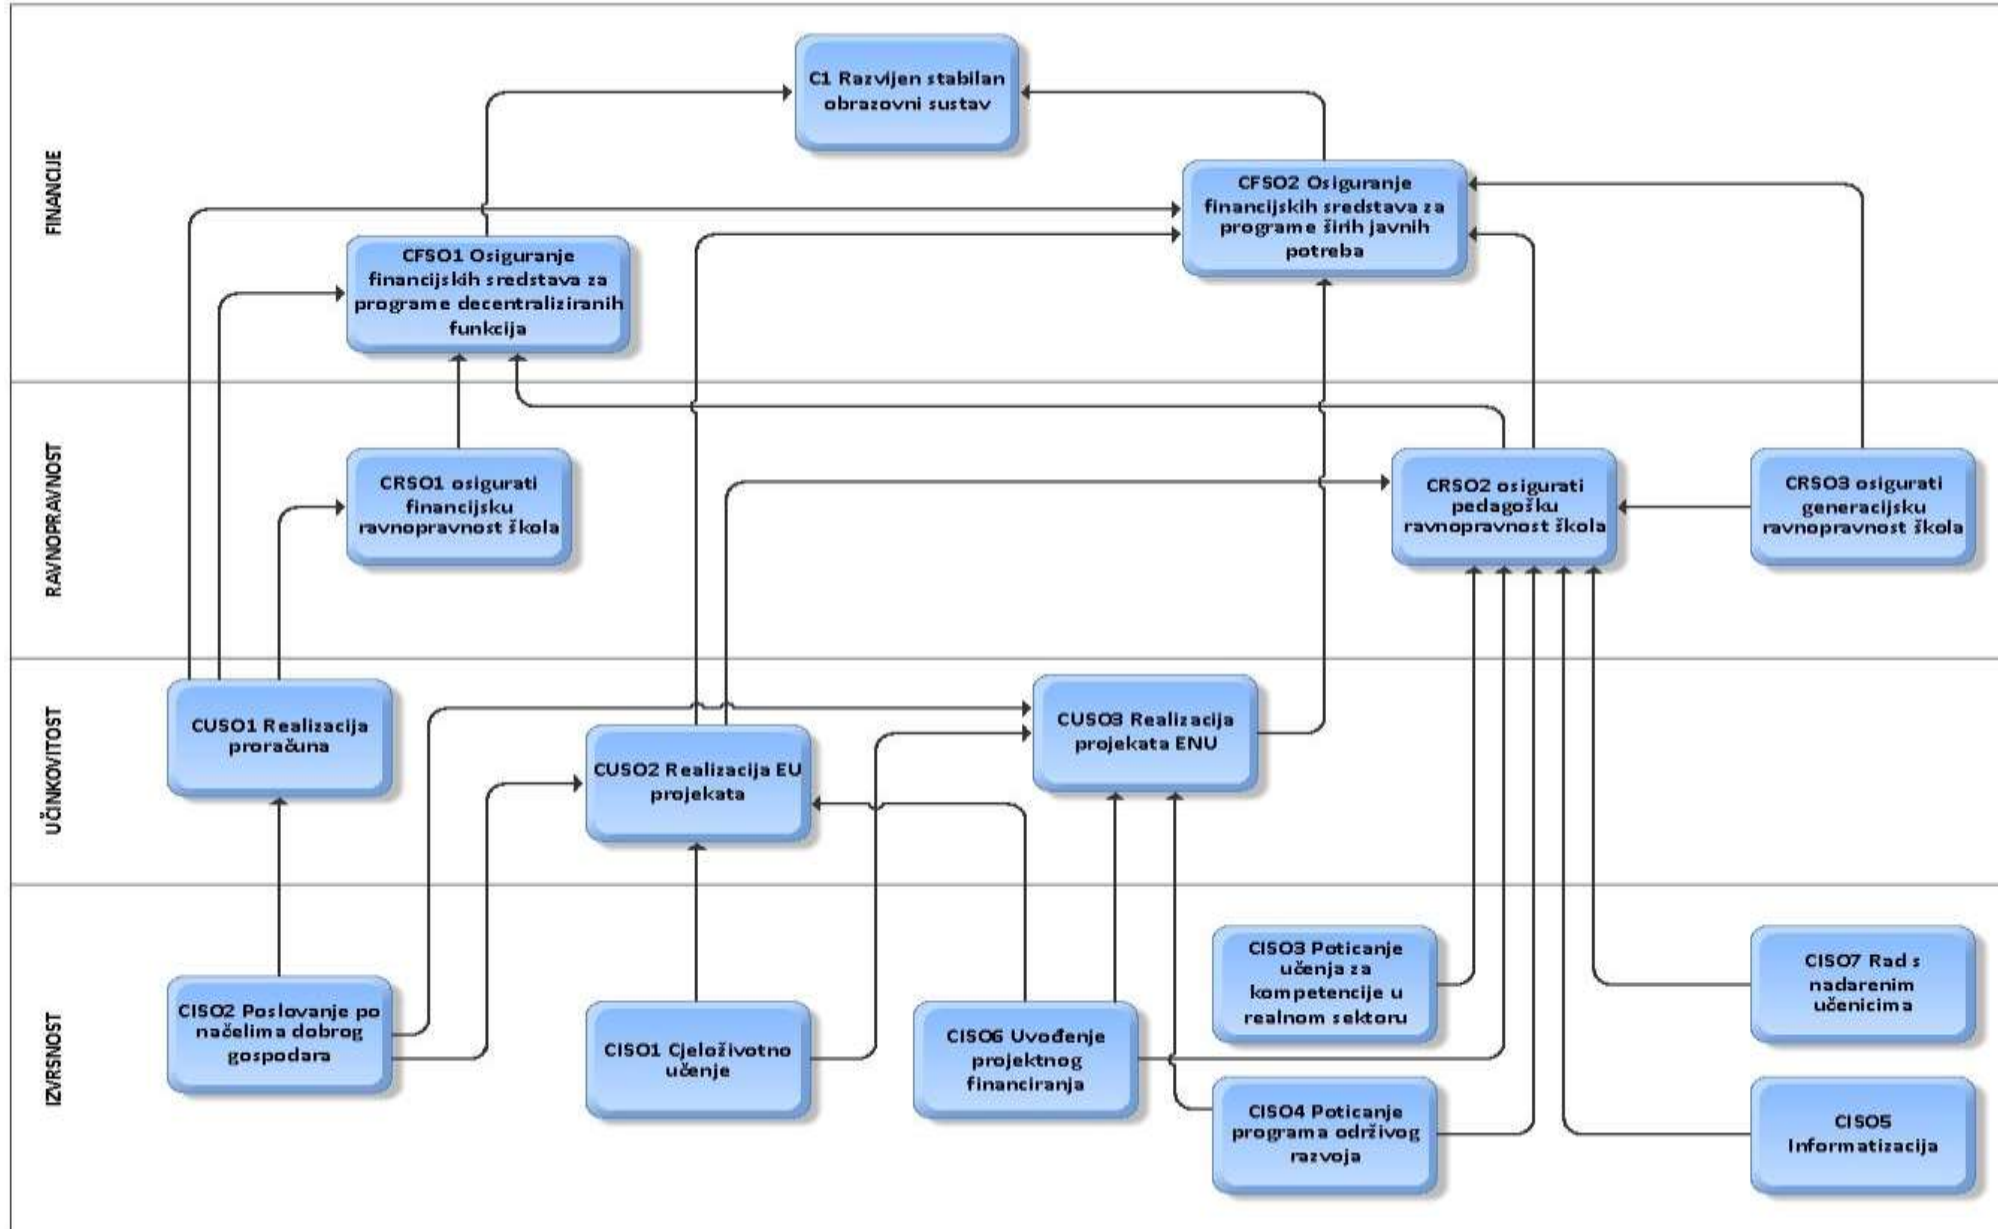 FINANCIJE
C1 Razvijen stabilan
obrazovni sustav
CFSO2 Osiguranje
financijskih sredstava za
programe širih javnih
potreba
CFSO1 Osiguranje
financijskih sredstava za
programe decentraliziranih
funkcija
RAVNOPRAVNOST
CRSO1 osigurati
financijsku
ravnopravnost škola
CRSO2 osigurati
pedagošku
ravnopravnost škola
CRSO3 osigurati
generacijsku
ravnopravnost škola
UČINKOVITOST
CUSO1 Realizacija
proračuna
CUSO2 Realizacija EU
projekata
CUSO3 Realizacija
projekata ENU
IZVRSNOST
CISO2 Poslovanje po
načelima dobrog
gospodara
CISO1 Cjeloživotno
učenje
CISO6 Uvođenje
projektnog
financiranja
CISO3 Poticanje
učenja za
kompetencije u
realnom sektoru
CISO7 Rad s
nadarenim
učenicima
CISO4 Poticanje
programa održivog
razvoja
CISO5
Informatizacija